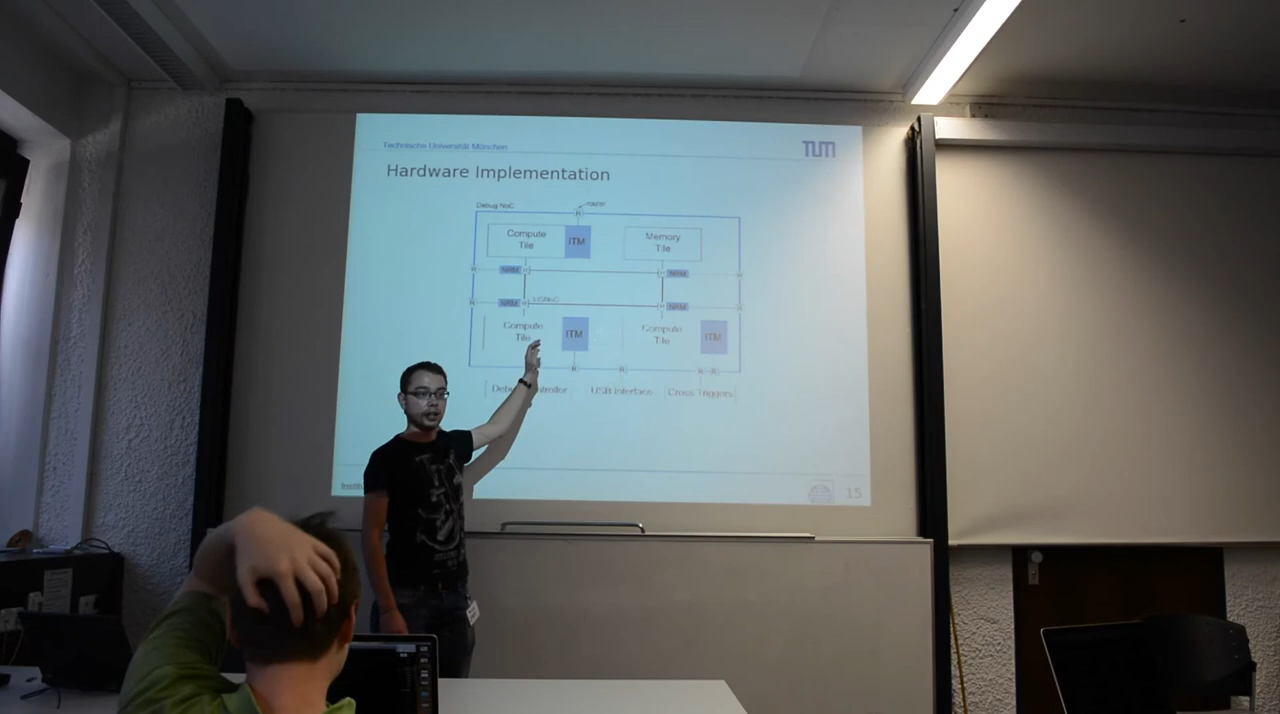 Technische Universität München
TUM
Hardware Implementation
Debug NoC
router
R
Compute
Tile
ITM
Memory
Tile
R
NRM
R
R
NRM
R
R
NRM
R
LISNoC
R
NRM
R
Compute
Tile
ITM
Compute
Tile
ITM
R
R
R
R
USB Interface
Cross Triggers
15